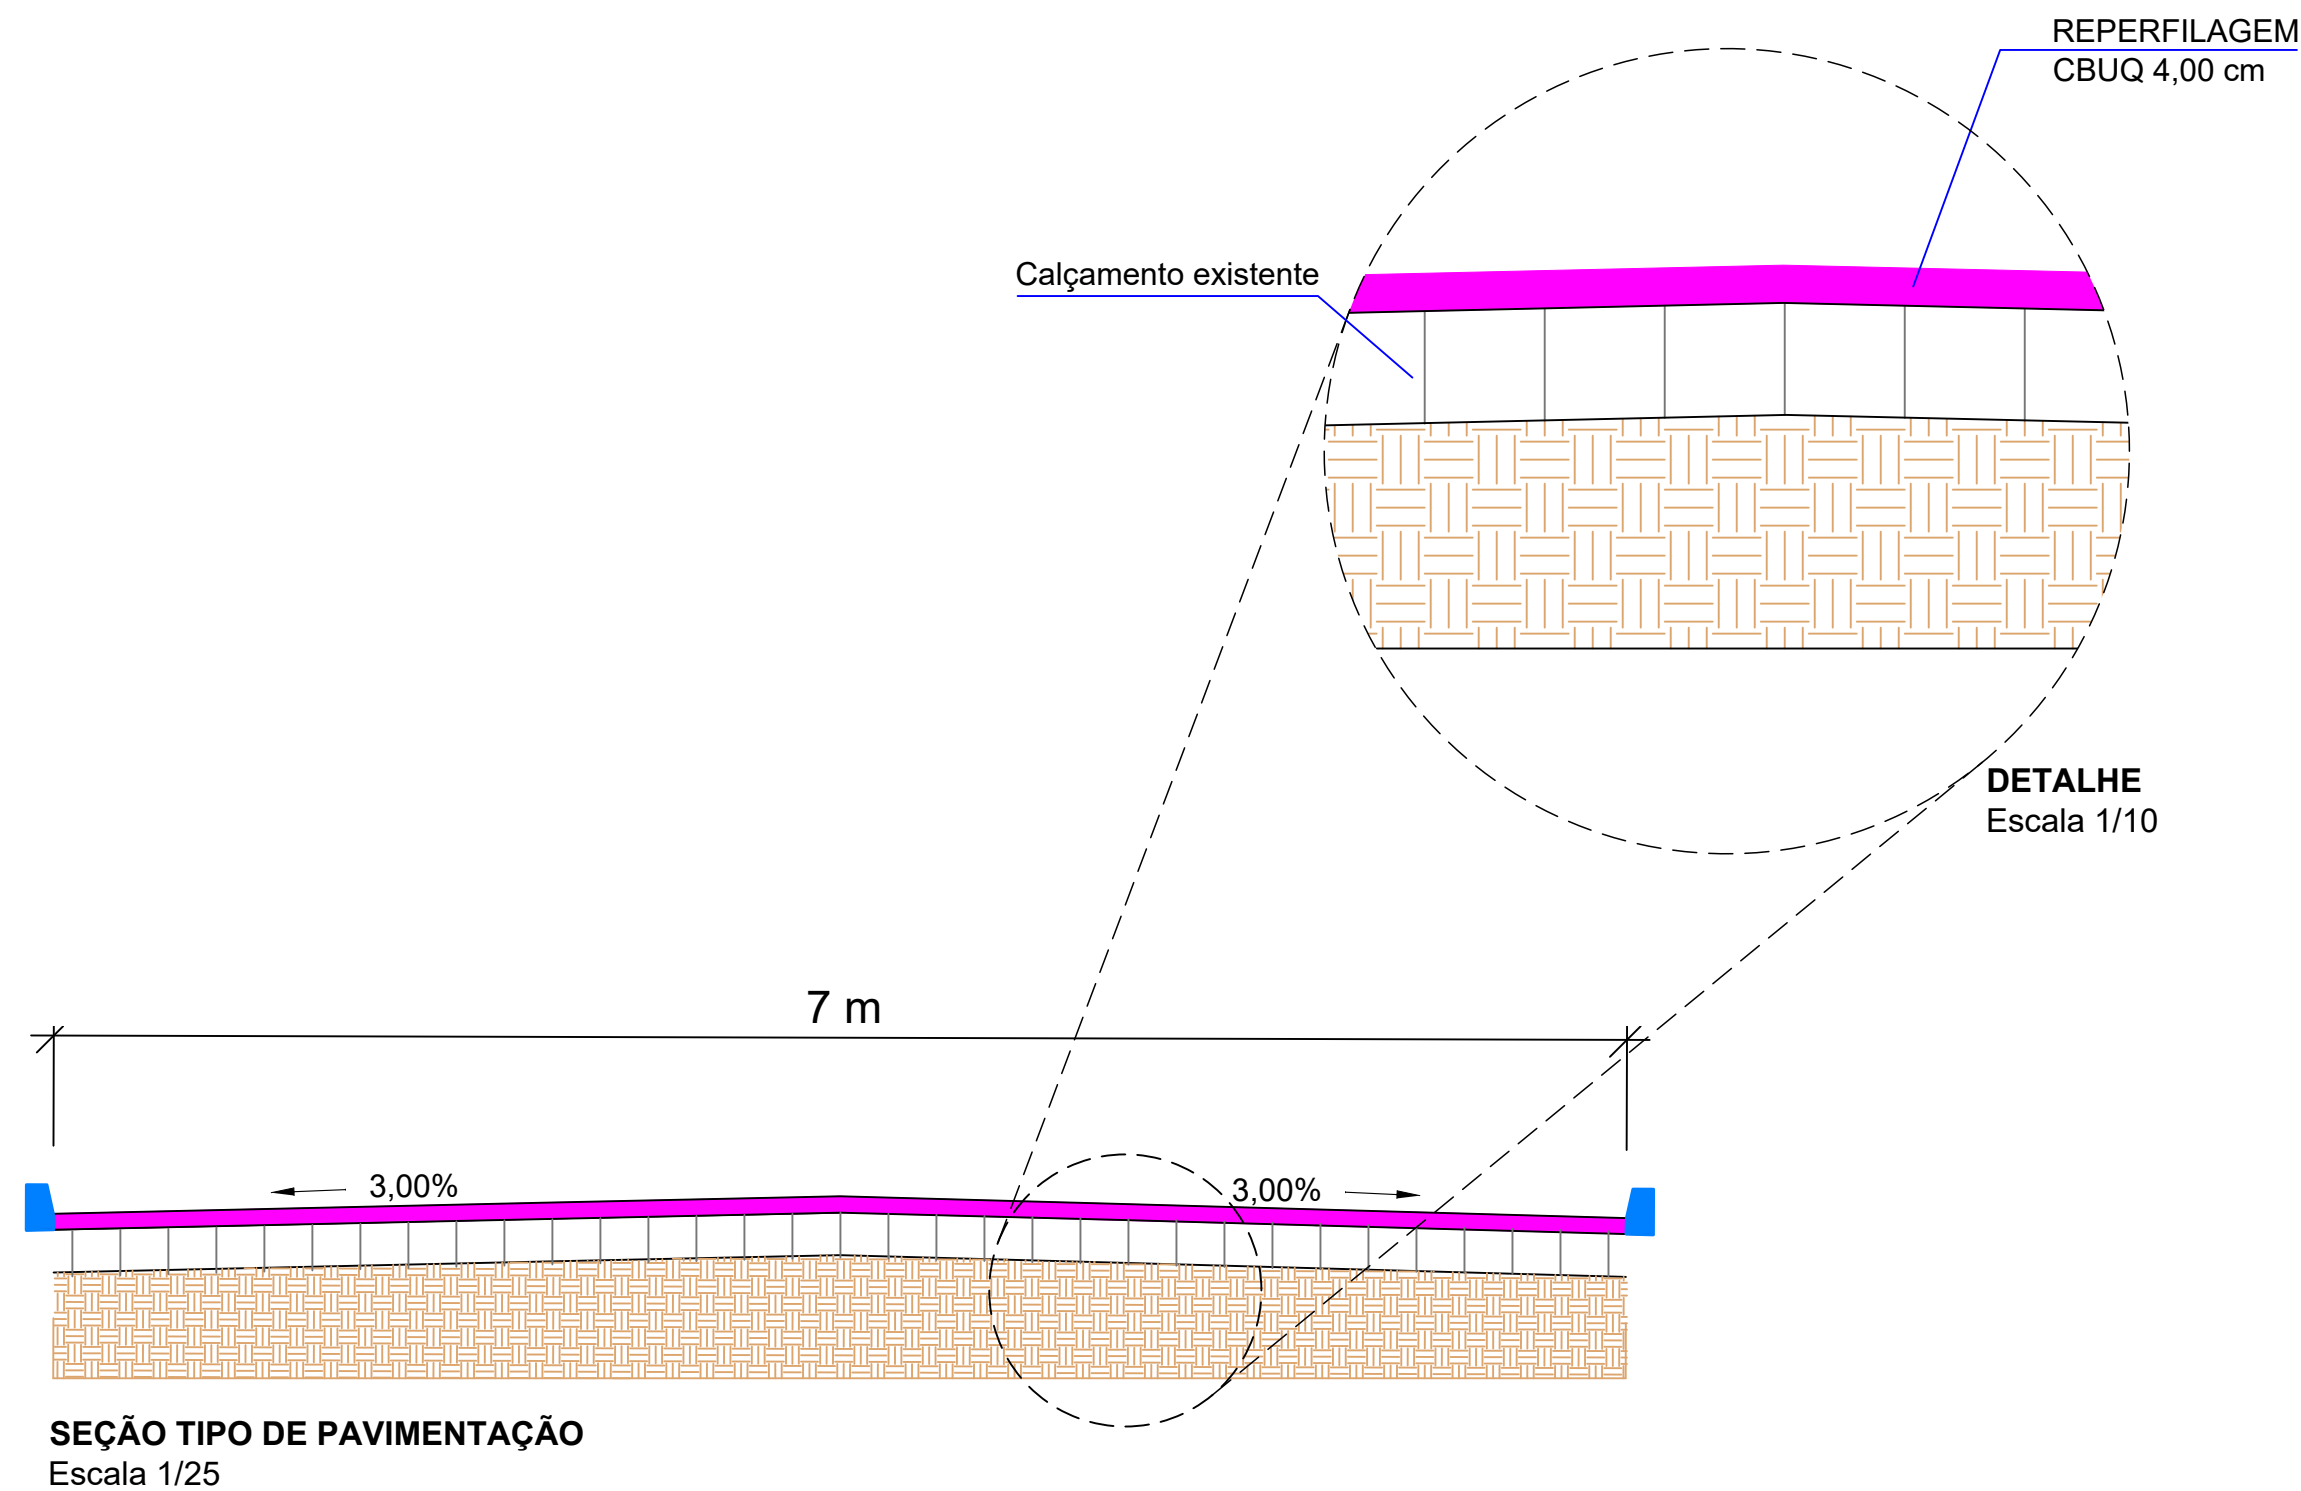 REPERFILAGEM
CBUQ 4,00 cm
Calçamento existente
DETALHE
Escala 1/10
7 m
3,00%
3,00%
SEÇÃO TIPO DE PAVIMENTAÇÃO
Escala 1/25